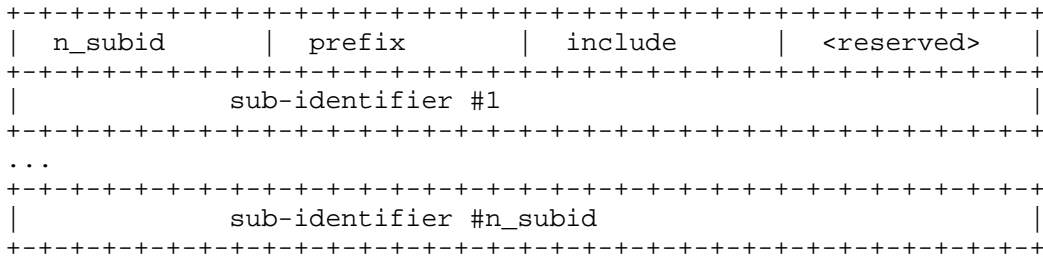 +-+-+-+-+-+-+-+-+-+-+-+-+-+-+-+-+-+-+-+-+-+-+-+-+-+-+-+-+-+-+-+-+
| n_subid | prefix | include | <reserved> |
+-+-+-+-+-+-+-+-+-+-+-+-+-+-+-+-+-+-+-+-+-+-+-+-+-+-+-+-+-+-+-+-+
| sub-identifier #1 |
+-+-+-+-+-+-+-+-+-+-+-+-+-+-+-+-+-+-+-+-+-+-+-+-+-+-+-+-+-+-+-+-+
...
+-+-+-+-+-+-+-+-+-+-+-+-+-+-+-+-+-+-+-+-+-+-+-+-+-+-+-+-+-+-+-+-+
| sub-identifier #n_subid |
+-+-+-+-+-+-+-+-+-+-+-+-+-+-+-+-+-+-+-+-+-+-+-+-+-+-+-+-+-+-+-+-+